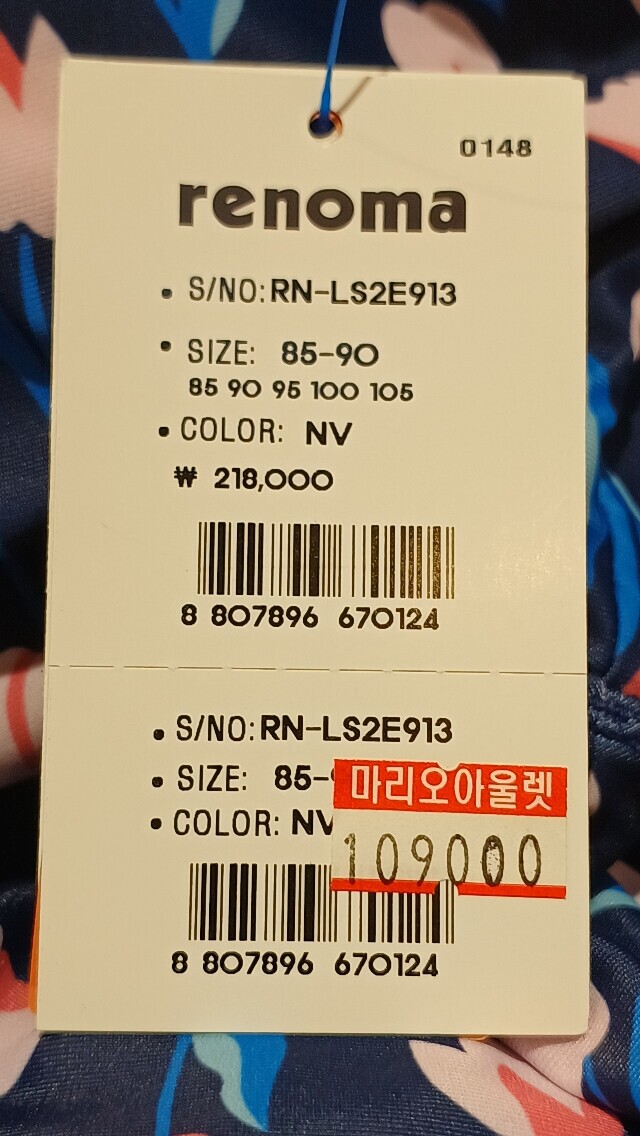 0148
renoma
• S/NO: RN-LS2E913
• SIZE: 85-90
85 90 95 100 105
• COLOR: NV
₩ 218,000
8 807896 670124
• S/NO: RN-LS2E913
• SIZE: 85-
마리오아울렛
• COLOR: NV
109000
8 807896 670124